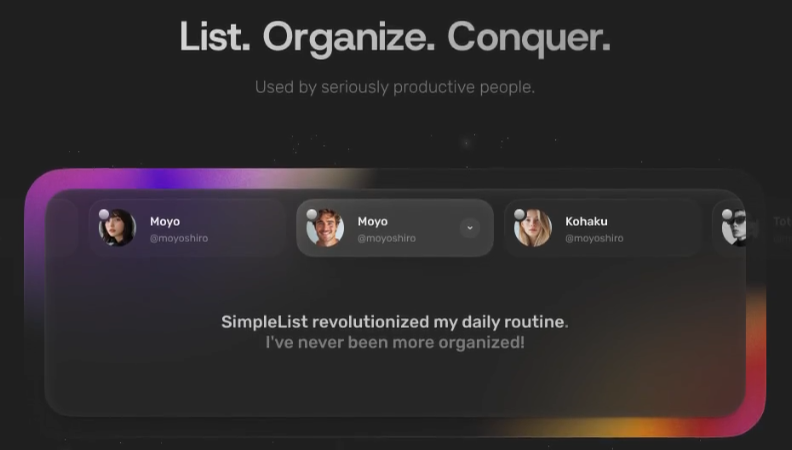 List. Organize. Conquer.
Used by seriously productive people.
Moyo
@moyoshiro
Moyo
@moyoshiro
Kohaku
@moyoshiro
SimpleList revolutionized my daily routine.
I've never been more organized!